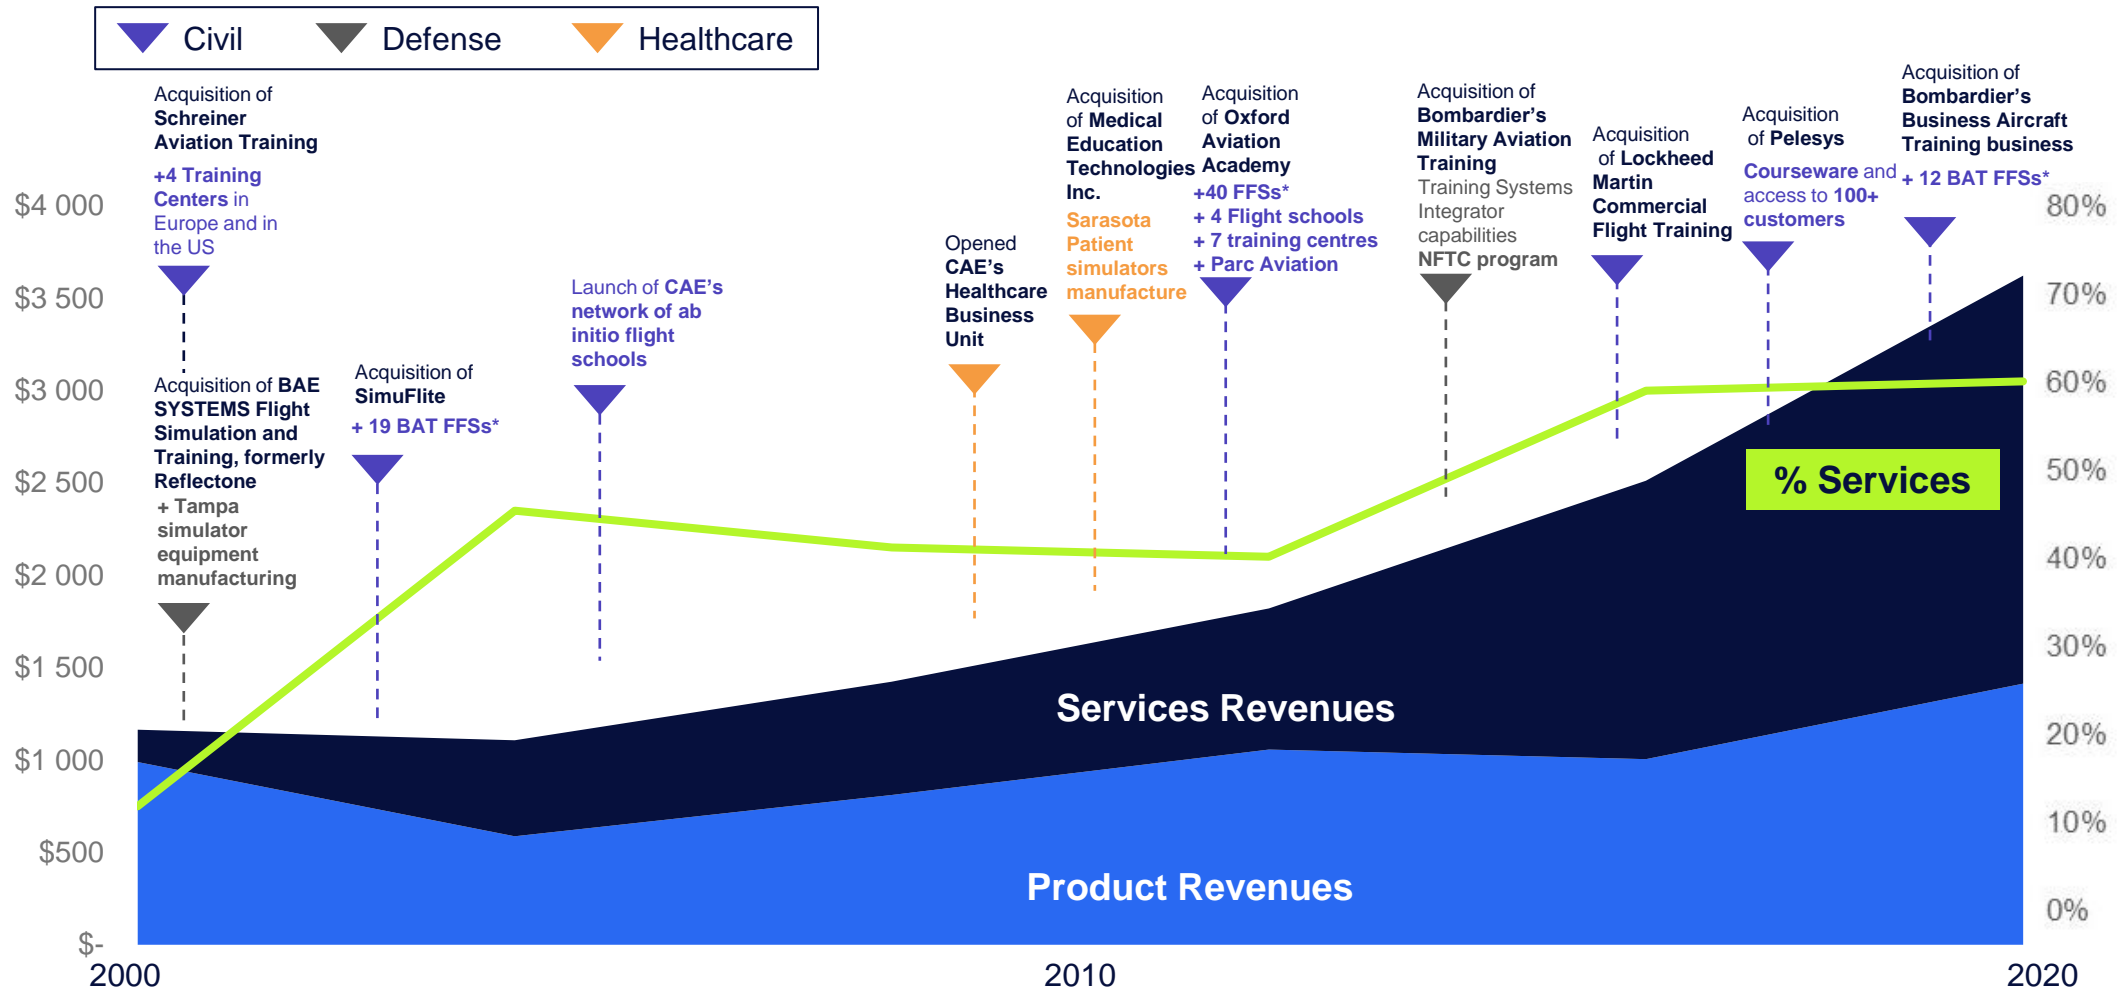 Civil
Defense
Healthcare
Acquisition of
Schreiner
Aviation Training
+4 Training
Centers in
Europe and in
the US
Acquisition of BAE
SYSTEMS Flight
Simulation and
Training, formerly
Reflectone
+ Tampa
simulator
equipment
manufacturing
Acquisition of
SimuFlite
+ 19 BAT FFSs*
Launch of CAE's
network of ab
initio flight
schools
Opened
CAE's
Healthcare
Business
Unit
Acquisition
of Medical
Education
Technologies
Inc.
Sarasota
Patient
simulators
manufacture
Acquisition
of Oxford
Aviation
Academy
+40 FFSs*
+ 4 Flight schools
+ 7 training centres
+ Parc Aviation
Acquisition of
Bombardier's
Military Aviation
Training
Training Systems
Integrator
capabilities
NFTC program
Acquisition
of Lockheed
Martin
Commercial
Flight Training
Acquisition
of Pelesys
Courseware and
access to 100+
customers
Acquisition of
Bombardier's
Business Aircraft
Training business
+ 12 BAT FFSs*
$4 000
$3 500
$3 000
$2 500
$2 000
$1 500
$1 000
$500
$-
80%
70%
60%
50%
40%
30%
20%
10%
0%
% Services
Services Revenues
Product Revenues
2000
2010
2020